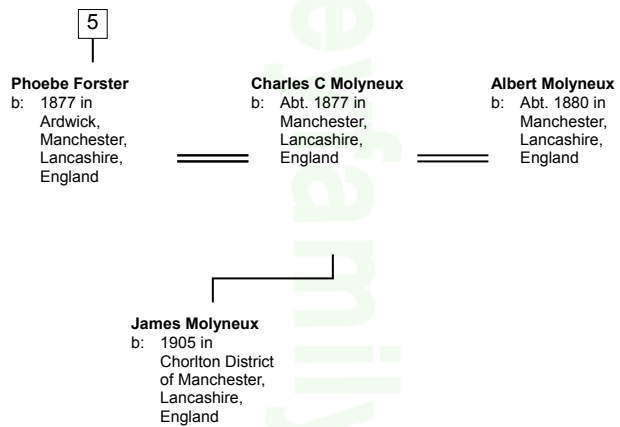 5
Phoebe Forster
b: 1877 in
Ardwick,
Manchester,
Lancashire,
England
Charles C Molyneux
b: Abt. 1877 in
Manchester,
Lancashire,
England
Albert Molyneux
b: Abt. 1880 in
Manchester,
Lancashire,
England
James Molyneux
b: 1905 in
Chorlton District
of Manchester,
Lancashire,
England
eyrfamily